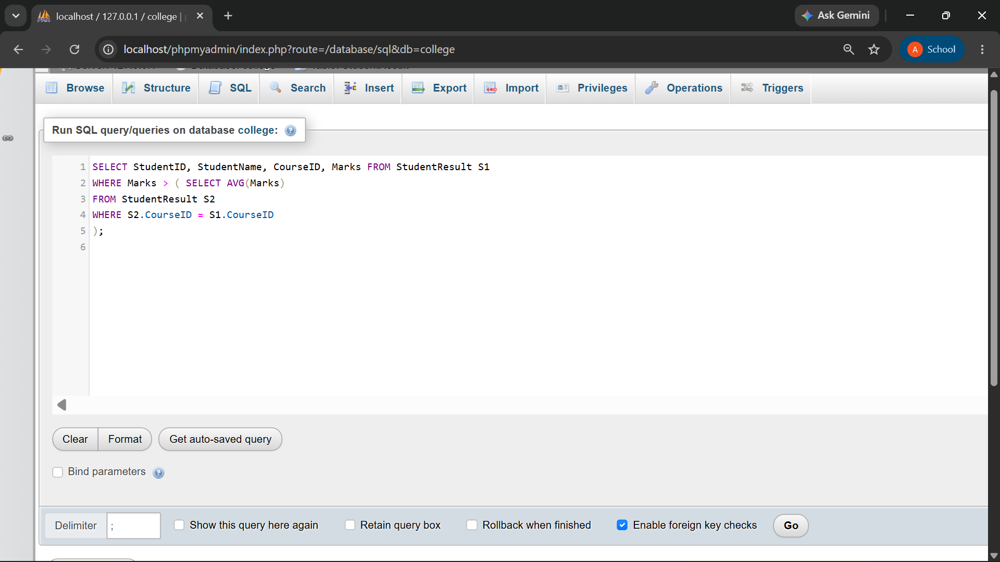 localhost / 127.0.0.1 / college |
Ask Gemini
localhost/phpmyadmin/index.php?route=/database/sql&db=college
A School
Browse Structure SQL Search Insert Export Import Privileges Operations Triggers
Run SQL query/queries on database college:
1 SELECT StudentID, StudentName, CourseID, Marks FROM StudentResult S1
2 WHERE Marks > ( SELECT AVG(Marks)
3 FROM StudentResult S2
4 WHERE S2.CourseID = S1.CourseID
5 );
6
Clear Format Get auto-saved query
Bind parameters
Delimiter ; Show this query here again Retain query box Rollback when finished Enable foreign key checks Go